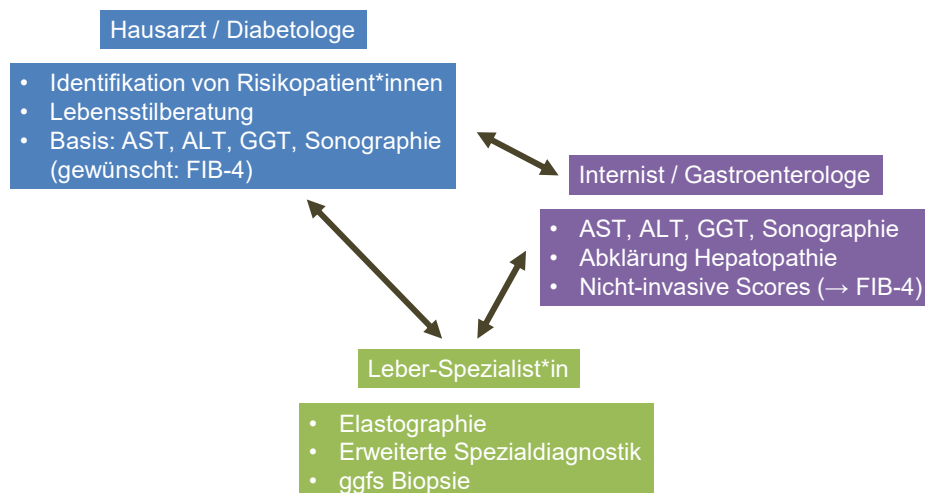 Hausarzt / Diabetologe
• Identifikation von Risikopatient*innen
• Lebensstilberatung
• Basis: AST, ALT, GGT, Sonographie
(gewünscht: FIB-4)
Internist / Gastroenterologe
• AST, ALT, GGT, Sonographie
• Abklärung Hepatopathie
• Nicht-invasive Scores (→ FIB-4)
Leber-Spezialist*in
• Elastographie
• Erweiterte Spezialdiagnostik
• ggfs Biopsie